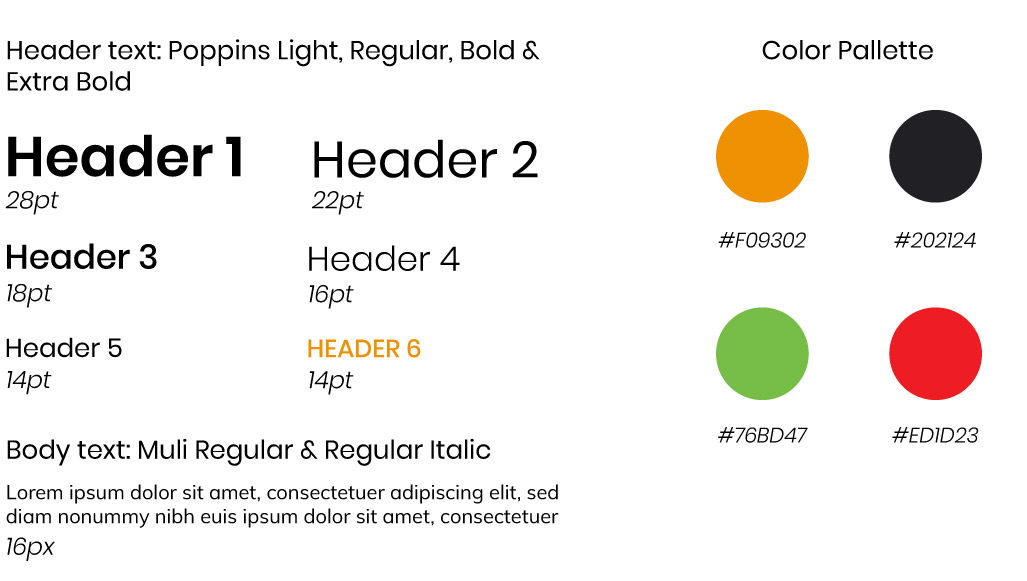 Header text: Poppins Light, Regular, Bold &
Extra Bold
Header 1
28pt
Header 2
22pt
Header 3
18pt
Header 4
16pt
Header 5
14pt
HEADER 6
14pt
Body text: Muli Regular & Regular Italic
Lorem ipsum dolor sit amet, consectetuer adipiscing elit, sed
diam nonummy nibh euis ipsum dolor sit amet, consectetuer
16px
Color Pallette
#F09302
#202124
#76BD47
#ED1D23